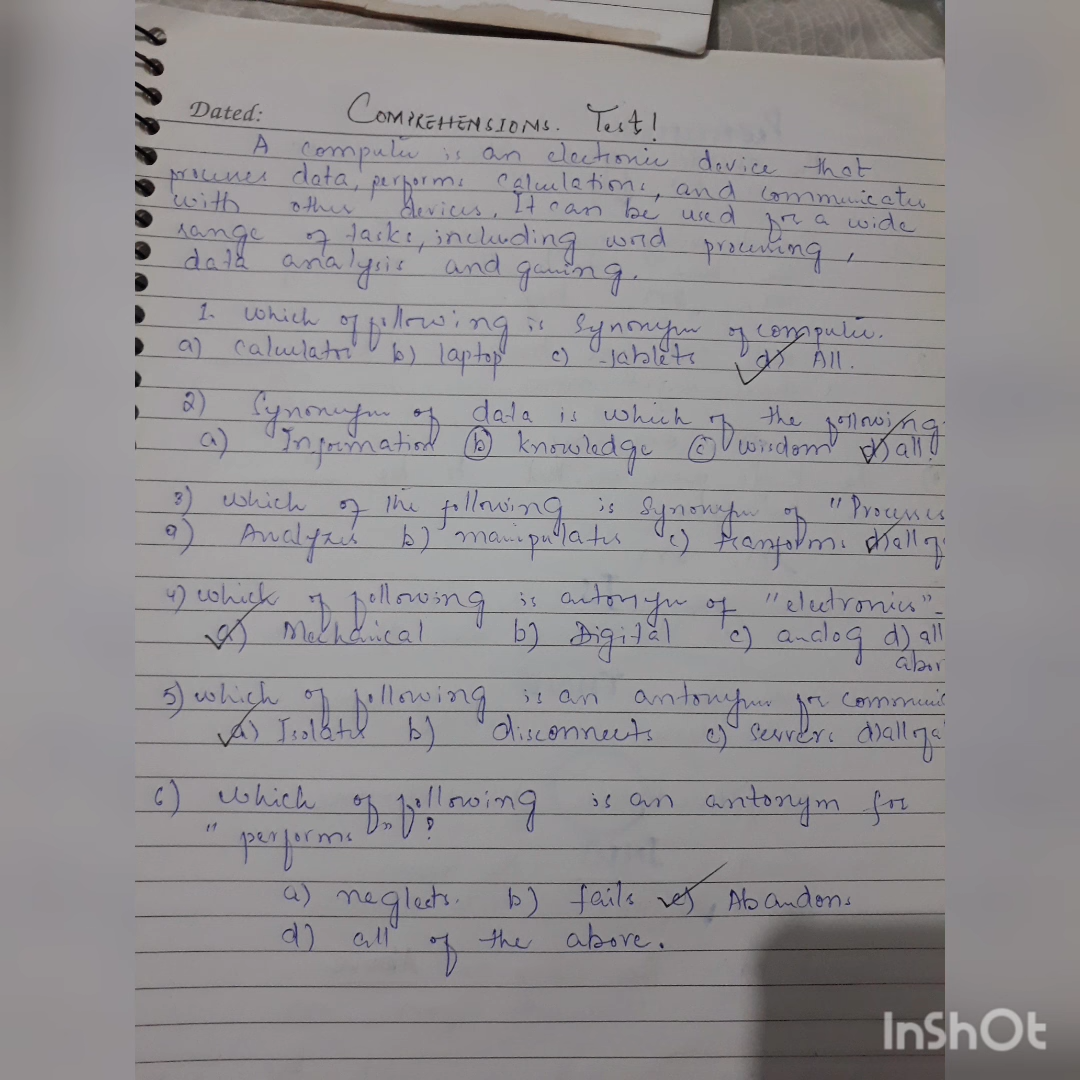 Dated: COMPREHENSIONS. Test!
A computer is an electronic device that
processes data, performs calculations, and communicates
with other devices. It can be used for a wide
range of tasks, including word processing,
data analysis and gaming.
1. which of following is synonym of computer.
a) calculator b) laptop c) tablets d) All.
2) Synonym of data is which of the following
a) Information b) knowledge c) wisdom d) all.
3) which of the following is synonym of "Processes
a) Analyzes b) manipulates c) tranforms d) all of
4) which of following is antonym of "electronics"
a) Mechanical b) Digital c) analog d) all
abov
5) which of following is an antonym for communic
a) Isolates b) disconnects c) servers d) all of a
6) which of following is an antonym for
"performs"?
a) neglects. b) fails c) Abandons
d) all of the above.
InShOt